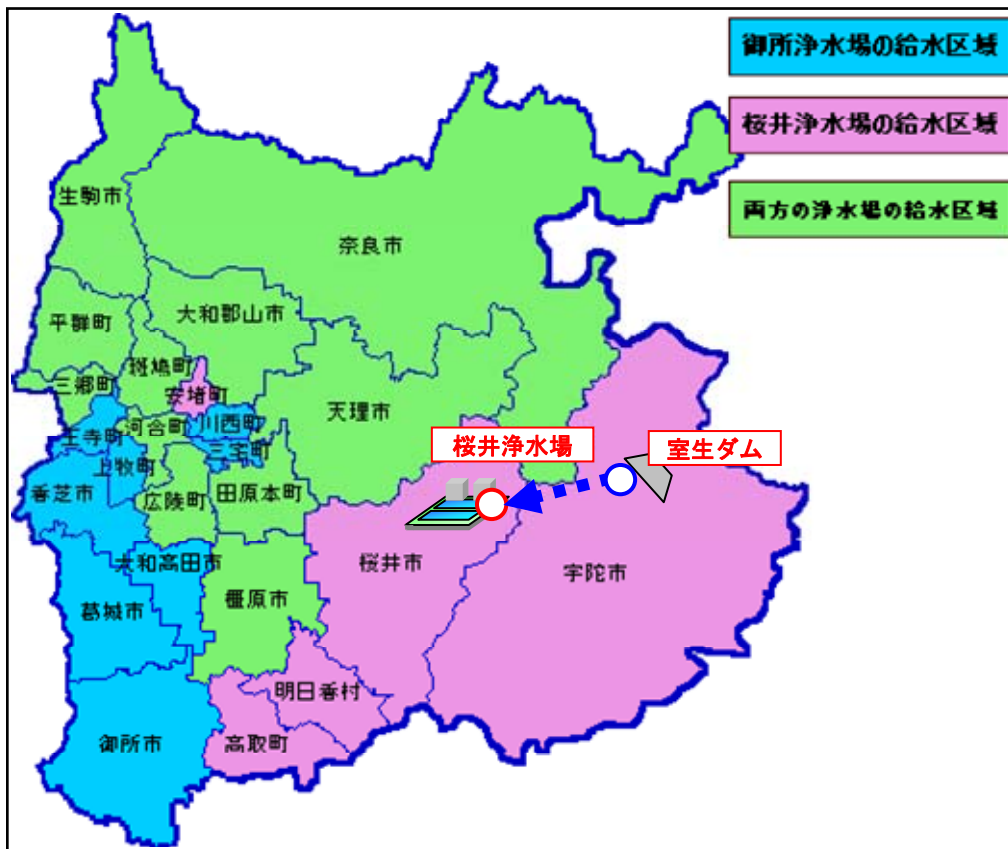 御所浄水場の給水区域
桜井浄水場の給水区域
両方の浄水場の給水区域
生駒市
奈良市
平群町
大和郡山市
斑鳩町
三郷町
安堵町
天理市
川西町
河合町
王寺町
三宅町
上牧町
香芝市
広陵町
田原本町
桜井浄水場
室生ダム
大和高田市
桜井市
宇陀市
葛城市
橿原市
明日香村
御所市
高取町